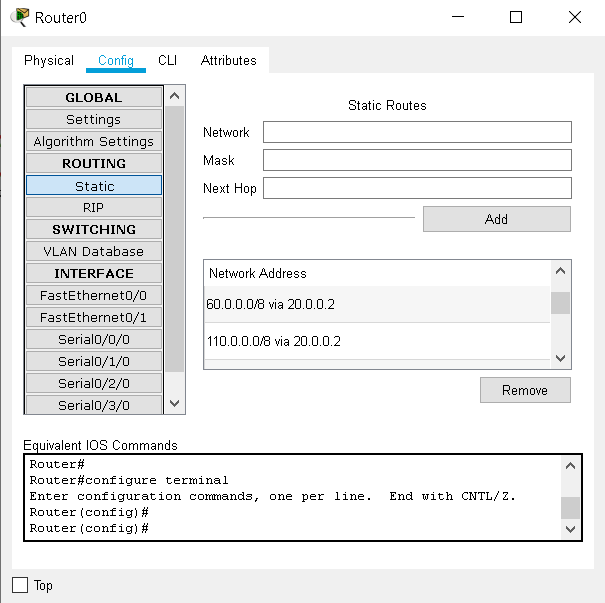 Router0
Physical Config CLI Attributes
GLOBAL
Settings
Algorithm Settings
ROUTING
Static
RIP
SWITCHING
VLAN Database
INTERFACE
FastEthernet0/0
FastEthernet0/1
Serial0/0/0
Serial0/1/0
Serial0/2/0
Serial0/3/0
Static Routes
Network
Mask
Next Hop
Add
Network Address
60.0.0.0/8 via 20.0.0.2
110.0.0.0/8 via 20.0.0.2
Remove
Equivalent IOS Commands
Router#
Router#configure terminal
Enter configuration commands, one per line.  End with CNTL/Z.
Router(config)#
Router(config)#
Top